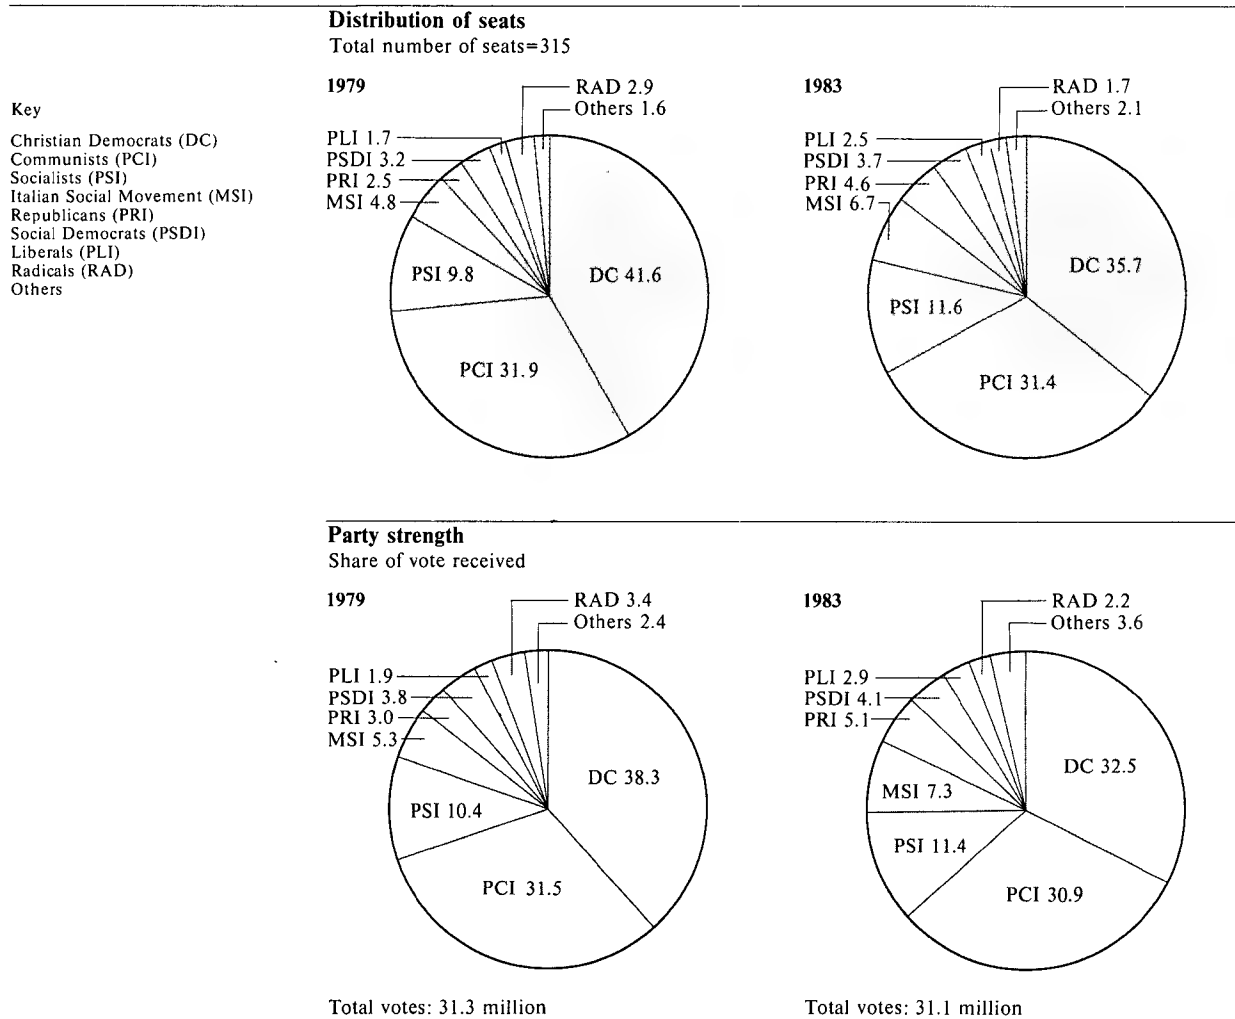 Distribution of seats
Total number of seats=315
Key
Christian Democrats (DC)
Communists (PCI)
Socialists (PSI)
Italian Social Movement (MSI)
Republicans (PRI)
Social Democrats (PSDI)
Liberals (PLI)
Radicals (RAD)
Others
1979
RAD 2.9
Others 1.6
PLI 1.7
PSDI 3.2
PRI 2.5
MSI 4.8
PSI 9.8
DC 41.6
PCI 31.9
1983
RAD 1.7
Others 2.1
PLI 2.5
PSDI 3.7
PRI 4.6
MSI 6.7
DC 35.7
PSI 11.6
PCI 31.4
Party strength
Share of vote received
1979
RAD 3.4
Others 2.4
PLI 1.9
PSDI 3.8
PRI 3.0
MSI 5.3
DC 38.3
PSI 10.4
PCI 31.5
Total votes: 31.3 million
1983
RAD 2.2
Others 3.6
PLI 2.9
PSDI 4.1
PRI 5.1
DC 32.5
MSI 7.3
PSI 11.4
PCI 30.9
Total votes: 31.1 million